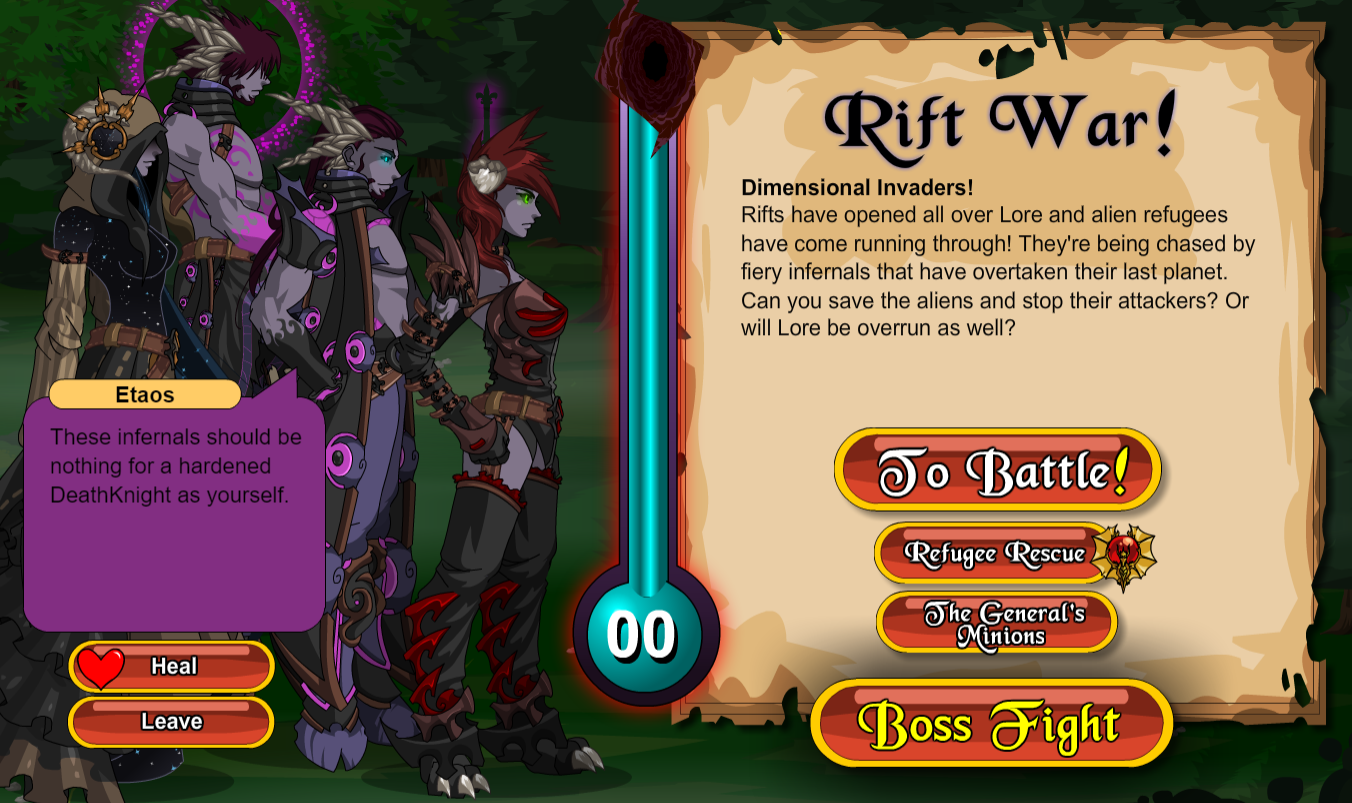 Rift War!
Dimensional Invaders!
Rifts have opened all over Lore and alien refugees
have come running through! They're being chased by
fiery infernals that have overtaken their last planet.
Can you save the aliens and stop their attackers? Or
will Lore be overrun as well?
Etaos
These infernals should be
nothing for a hardened
DeathKnight as yourself.
Heal
Leave
00
To Battle!
Refugee Rescue
The General's
Minions
Boss Fight